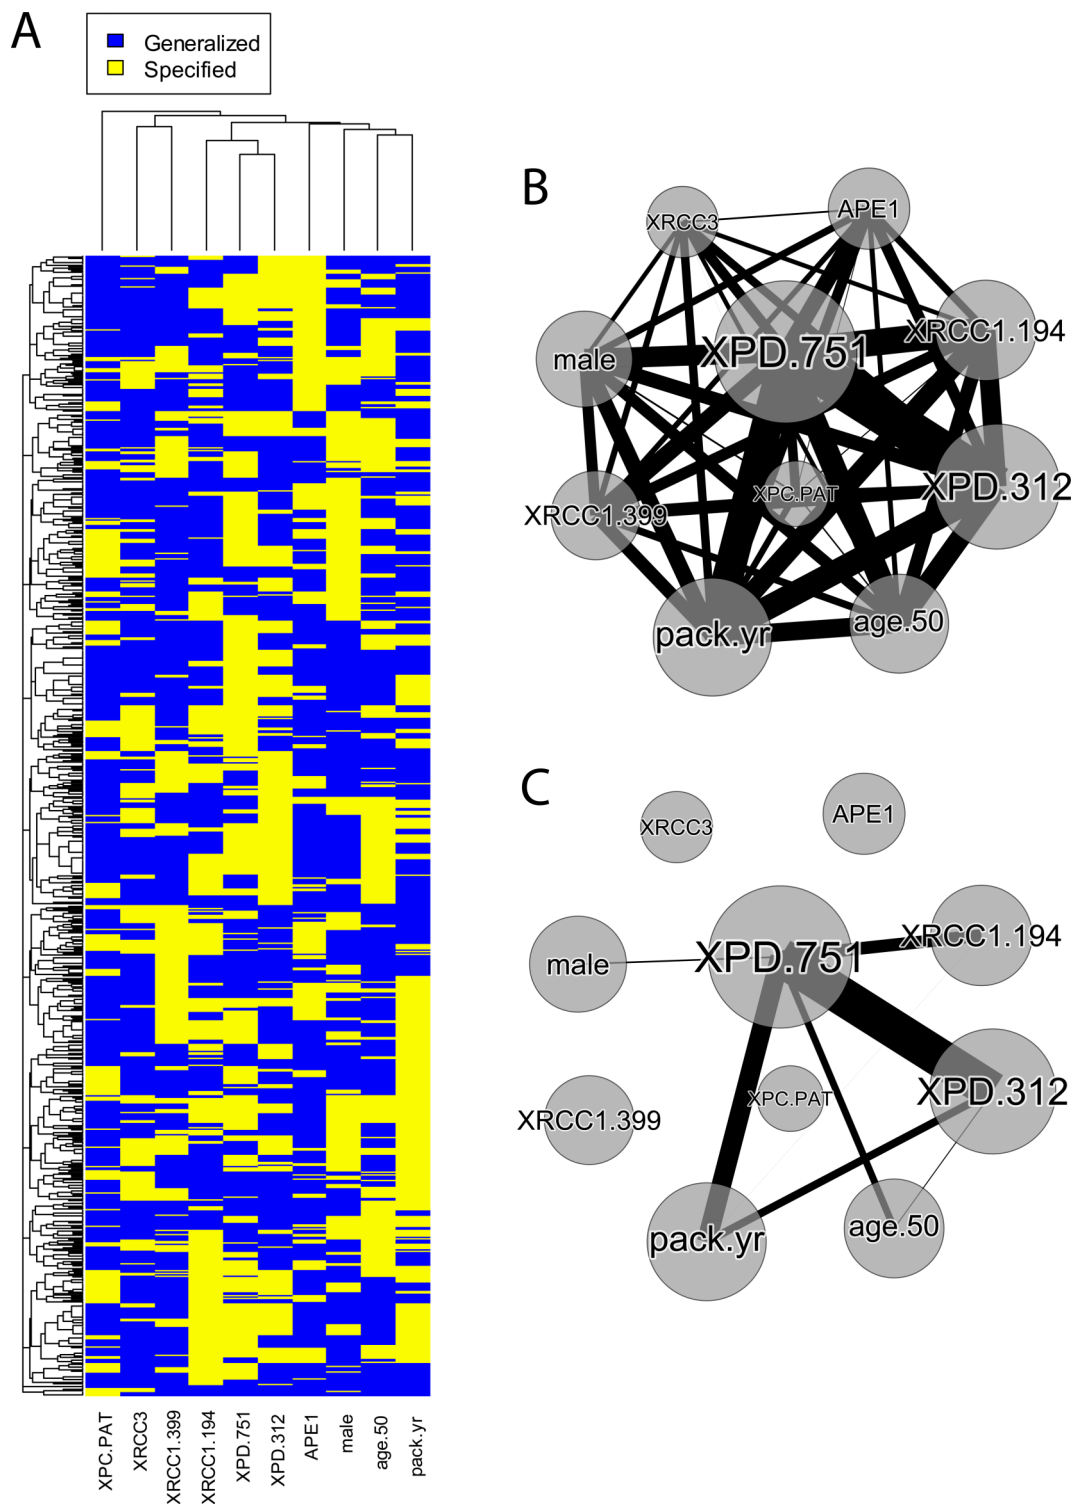 A
Generalized
Specified
XPC.PAT
XRCC3
XRCC1.399
XRCC1.194
XPD.751
XPD.312
APE1
male
age.50
pack.yr
B
XRCC3
APE1
XRCC1.194
male
XPD.751
XPD.312
XPC.PAT
XRCC1.399
pack.yr
age.50
C
XRCC3
APE1
XRCC1.194
male
XPD.751
XPD.312
XPC.PAT
XRCC1.399
pack.yr
age.50